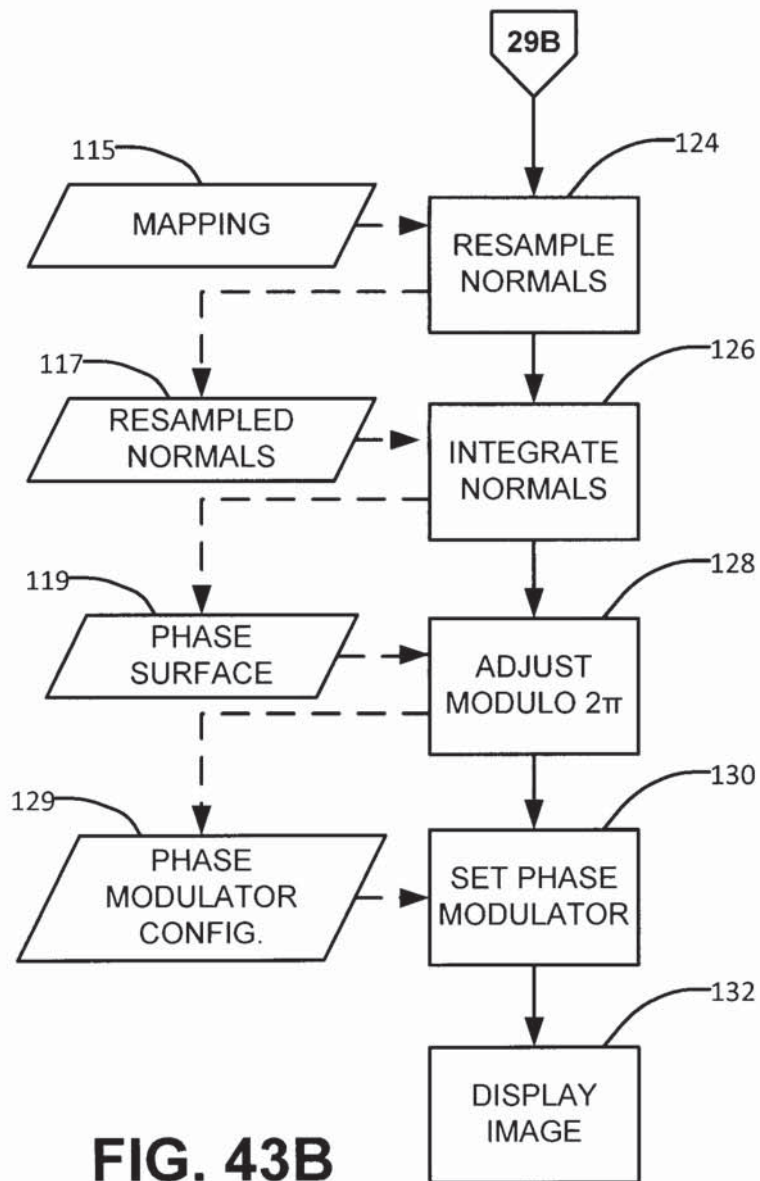 29B
115
124
MAPPING
RESAMPLE
NORMALS
117
126
RESAMPLED
NORMALS
INTEGRATE
NORMALS
119
128
PHASE
SURFACE
ADJUST
MODULO 2π
129
130
PHASE
MODULATOR
CONFIG.
SET PHASE
MODULATOR
132
DISPLAY
IMAGE
FIG. 43B